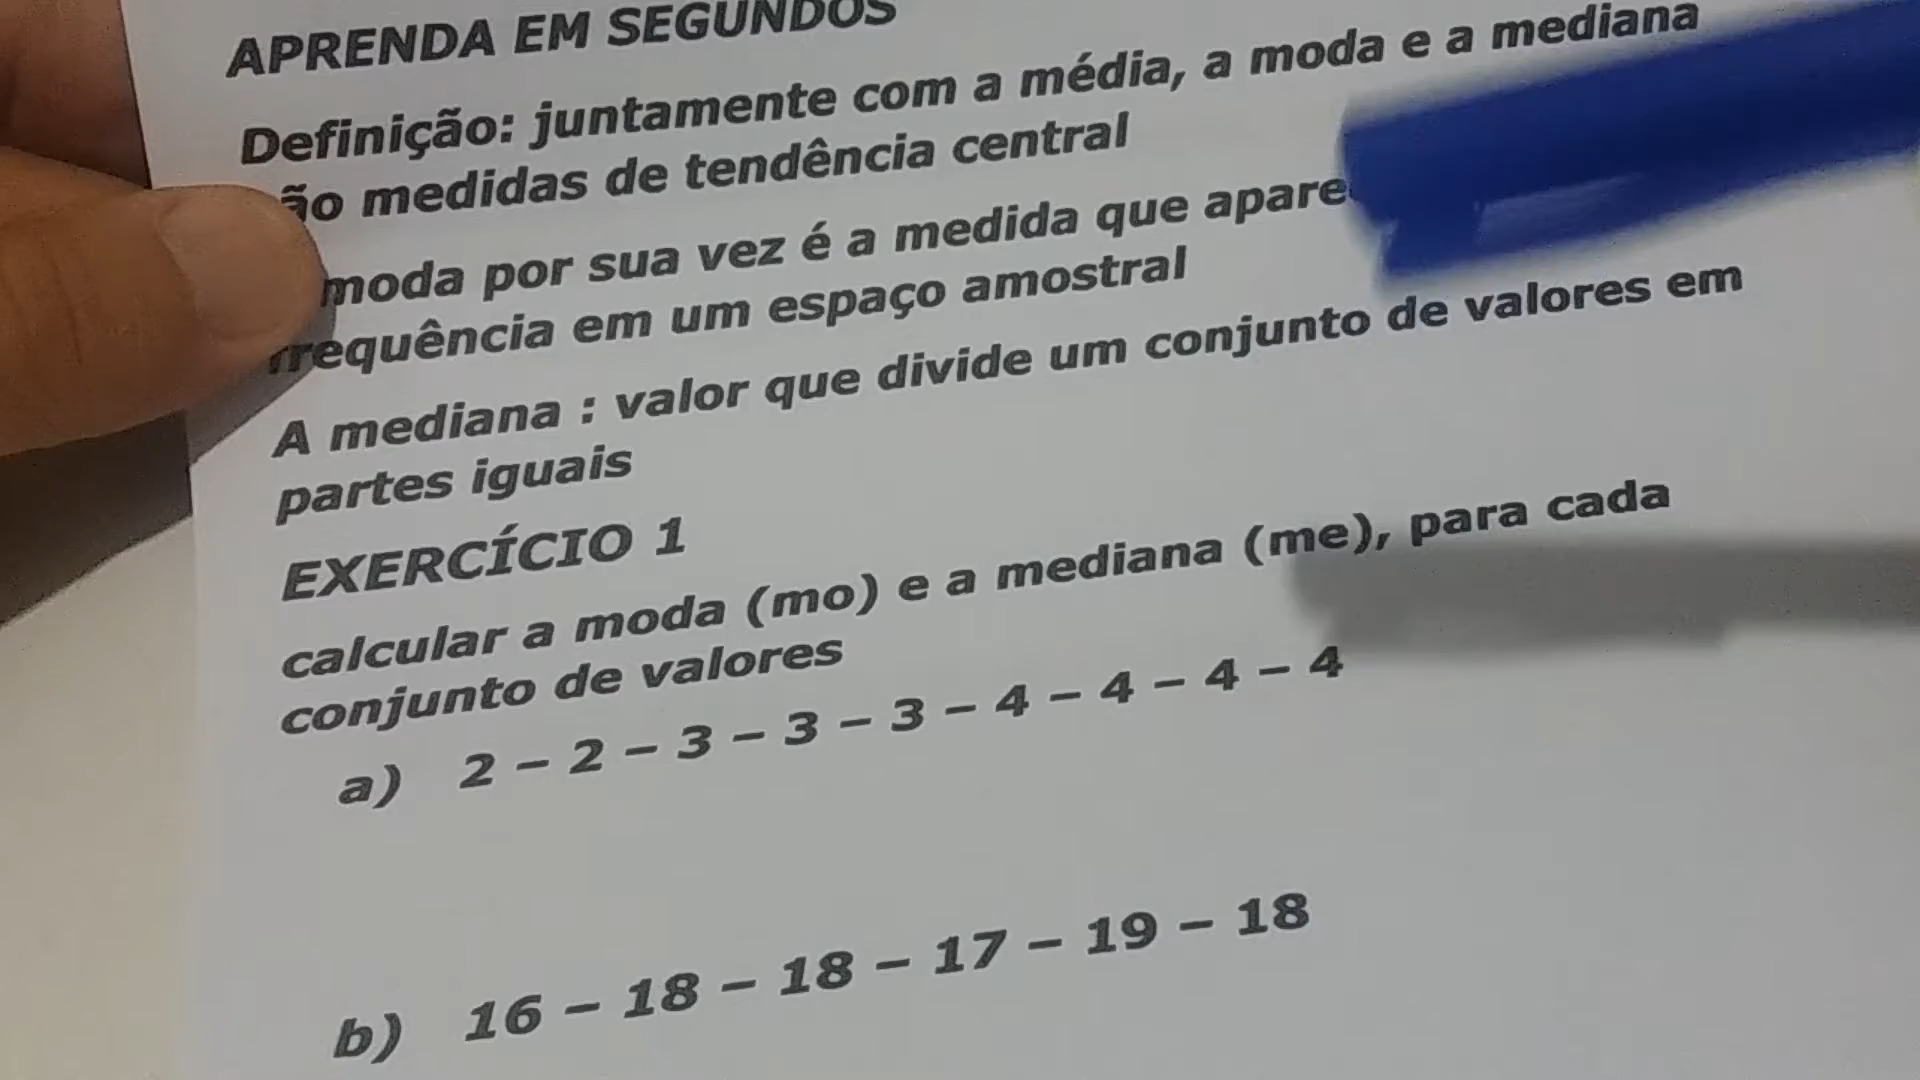 APRENDA EM SEGUNDOS
Definição: juntamente com a média, a moda e a mediana
medidas de tendência central
moda por sua vez é a medida que
em um espaço amostral
A mediana : valor que divide um conjunto de valores em
partes iguais
EXERCÍCIO 1
calcular a moda (mo) e a mediana (me), para cada
conjunto de valores
a) 2 – 2 – 3 – 3 – 3 – 4 – 4 – 4 – 4
b) 16 – 18 – 18 – 17 – 19 – 18